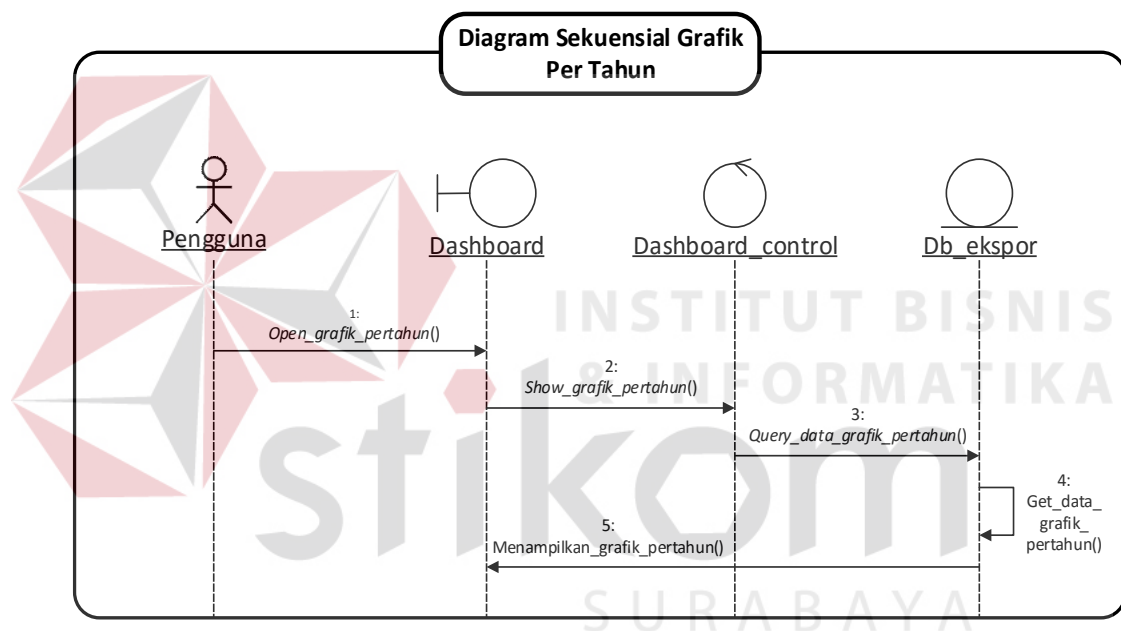 Diagram Sekuensial Grafik
Per Tahun
Pengguna
Dashboard
Dashboard_control
Db_ekspor
1:
Open_grafik_pertahun()
2:
Show_grafik_pertahun()
3:
Query_data_grafik_pertahun()
4:
Get_data_
grafik_
pertahun()
5:
Menampilkan_grafik_pertahun()
INSTITUT BISNIS
& INFORMATIKA
stikom
SURABAYA